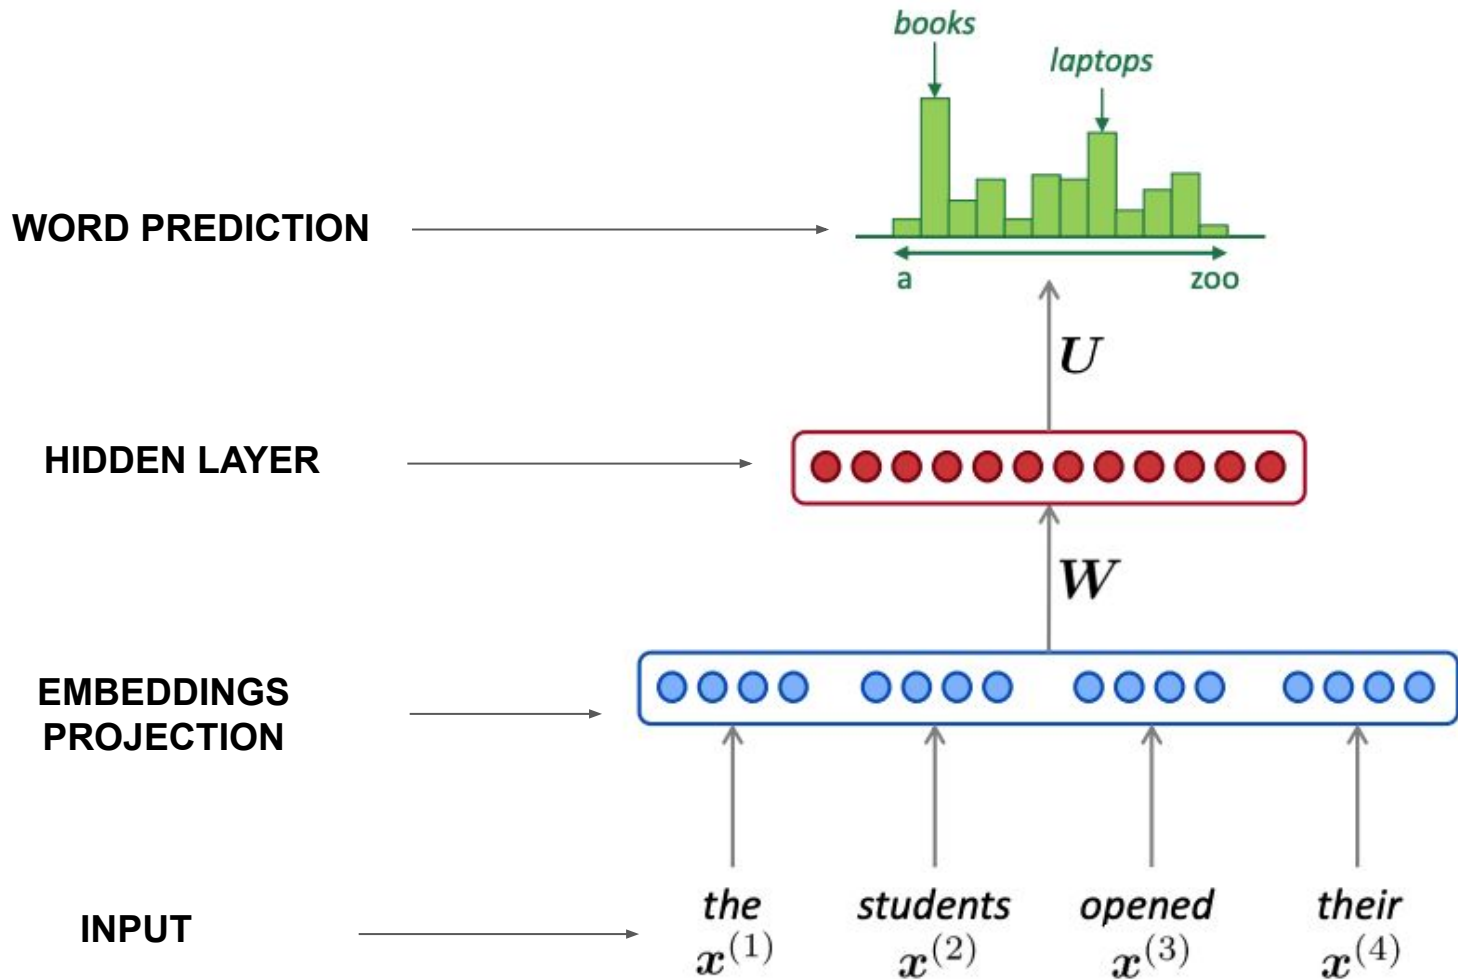 books
laptops
WORD PREDICTION
a zoo
U
HIDDEN LAYER
W
EMBEDDINGS
PROJECTION
the students opened their
INPUT
x^(1) x^(2) x^(3) x^(4)